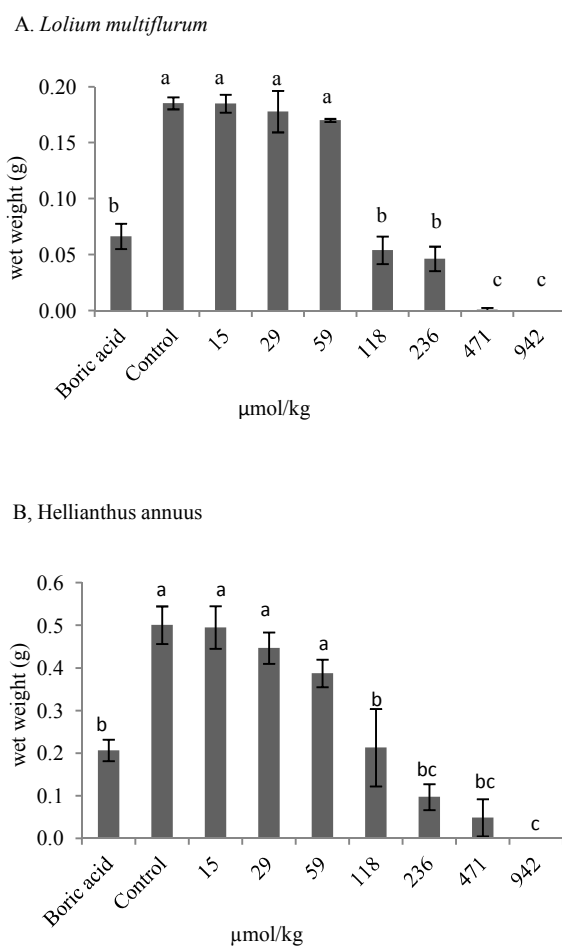 A. Lolium multiflurum
a a a a
0.20
0.15
b
0.10
b b
0.05
c c
0.00
wet weight (g)
Boric acid Control 15 29 59 118 236 471 942
µmol/kg
B, Hellianthus annuus
0.6
a a a
0.5
a
0.4
b b
0.3
0.2
bc bc
0.1
c
0.0
wet weight (g)
Boric acid Control 15 29 59 118 236 471 942
µmol/kg